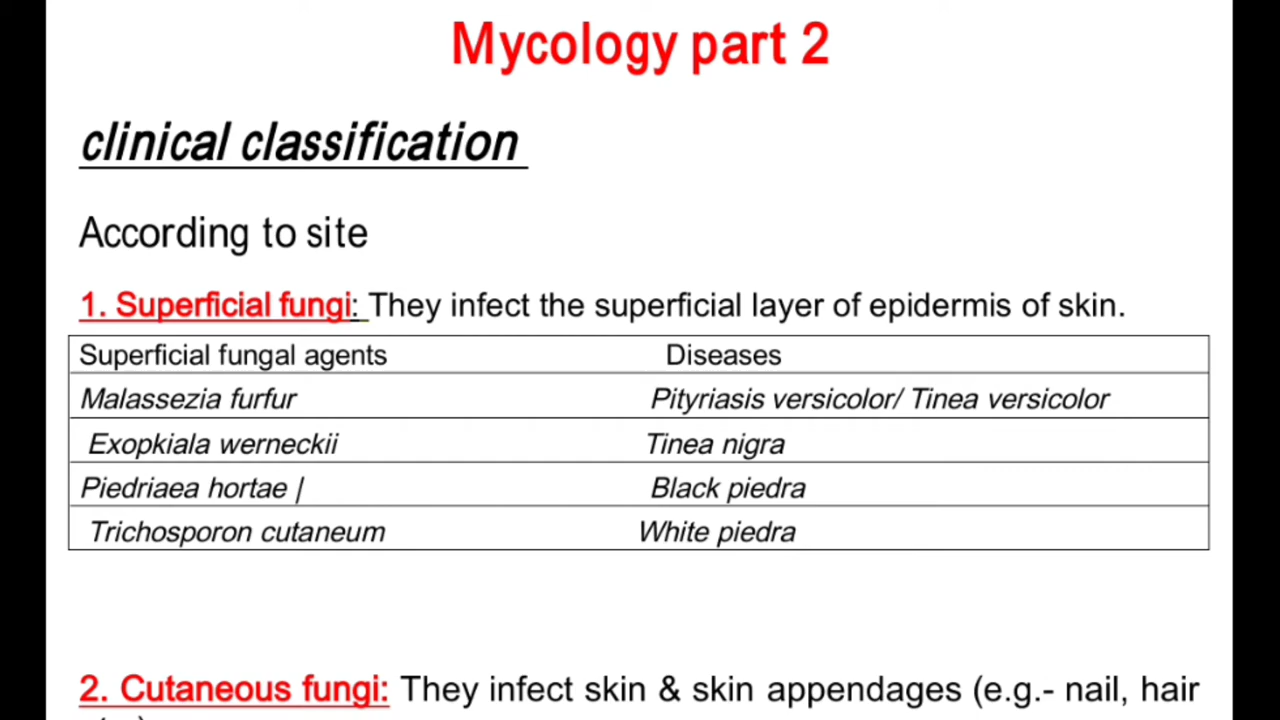 Mycology part 2
clinical classification
According to site
1. Superficial fungi: They infect the superficial layer of epidermis of skin.
Superficial fungal agents Diseases
Malassezia furfur Pityriasis versicolor/ Tinea versicolor
Exopkiala werneckii Tinea nigra
Piedriaea hortae | Black piedra
Trichosporon cutaneum White piedra
2. Cutaneous fungi: They infect skin & skin appendages (e.g.- nail, hair